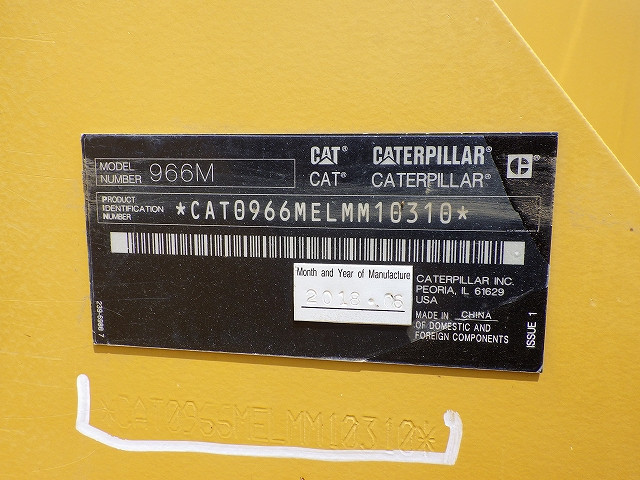 MODEL NUMBER 966M
CAT® CATERPILLAR®
CAT® CATERPILLAR®
PRODUCT IDENTIFICATION NUMBER *CAT0966MELMM10310*
Month and Year of Manufacture
2018.
CATERPILLAR INC.
PEORIA, IL 61629
USA
MADE IN CHINA
OF DOMESTIC AND
FOREIGN COMPONENTS
ISSUE 1
*CAT0966MELMM10310*